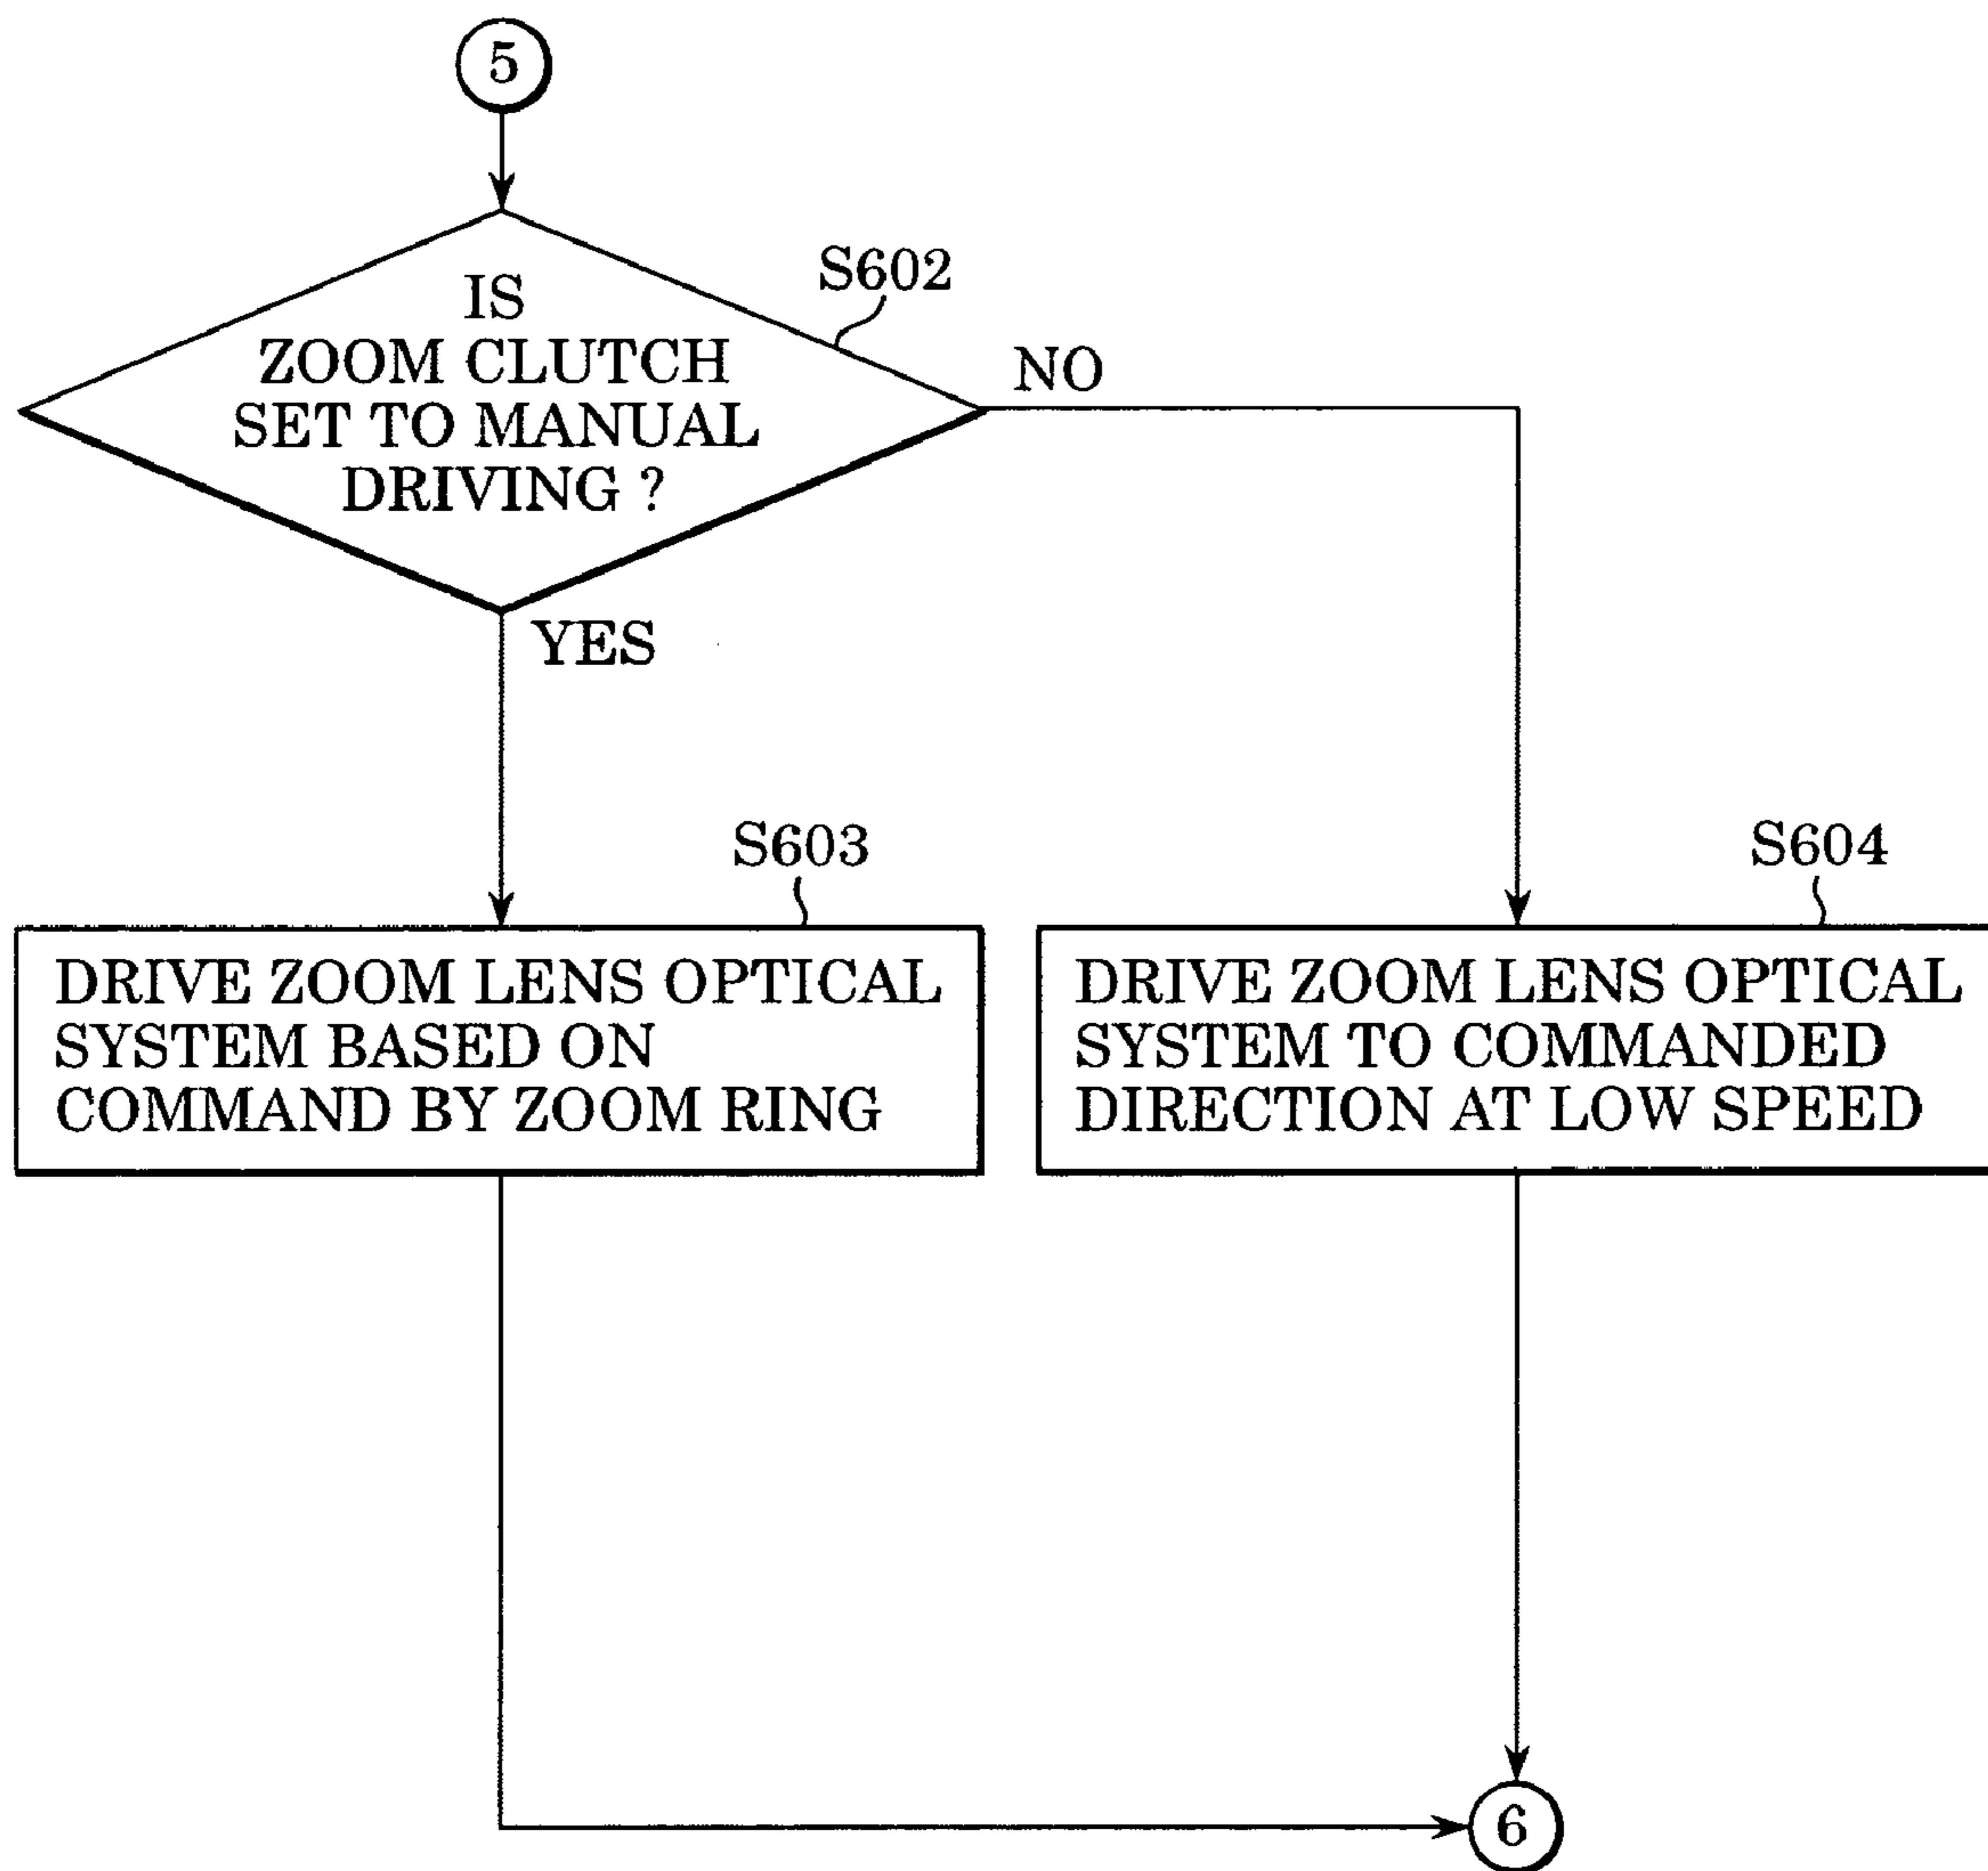 5
S602
IS
ZOOM CLUTCH
SET TO MANUAL
DRIVING ?
NO
YES
S603
DRIVE ZOOM LENS OPTICAL
SYSTEM BASED ON
COMMAND BY ZOOM RING
S604
DRIVE ZOOM LENS OPTICAL
SYSTEM TO COMMANDED
DIRECTION AT LOW SPEED
6